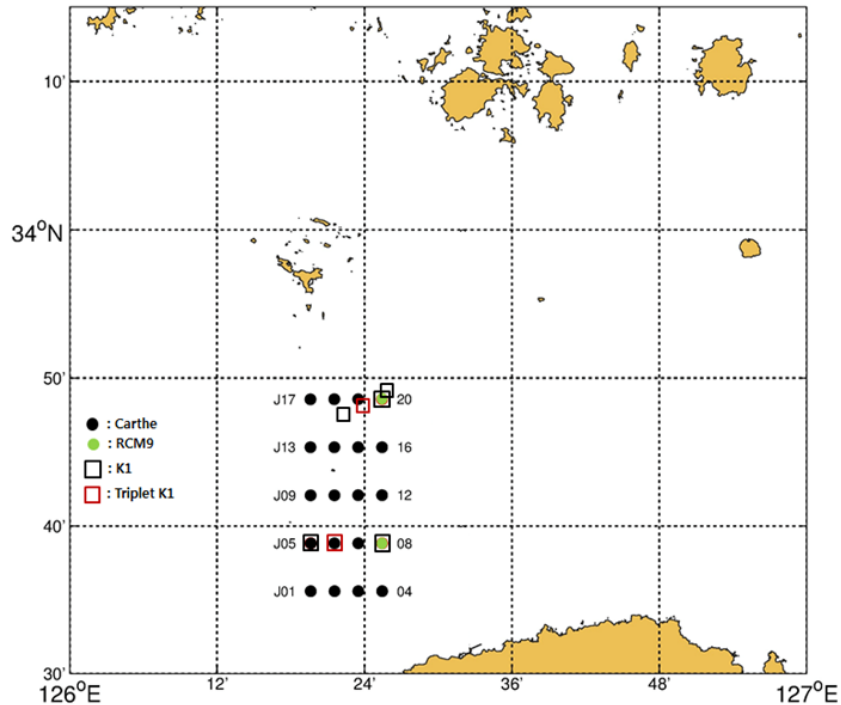 10'
34°N
50'
J17 20
: Carthe
: RCM9
J13 16
: K1
: Triplet K1
J09 12
40'
J05 08
J01 04
30'
126°E 12' 24' 36' 48' 127°E